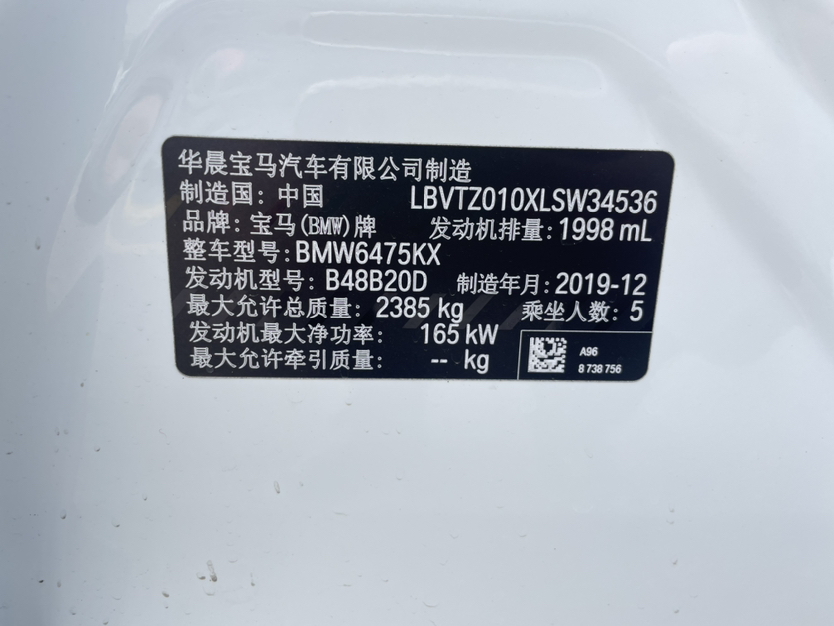 华晨宝马汽车有限公司制造
制造国：中国 LBVTZ010XLSW34536
品牌：宝马(BMW)牌 发动机排量：1998 mL
整车型号：BMW6475KX
发动机型号：B48B20D 制造年月：2019-12
最大允许总质量：2385 kg 乘坐人数：5
发动机最大净功率： 165 kW
最大允许牵引质量： -- kg
A96
8 738 756